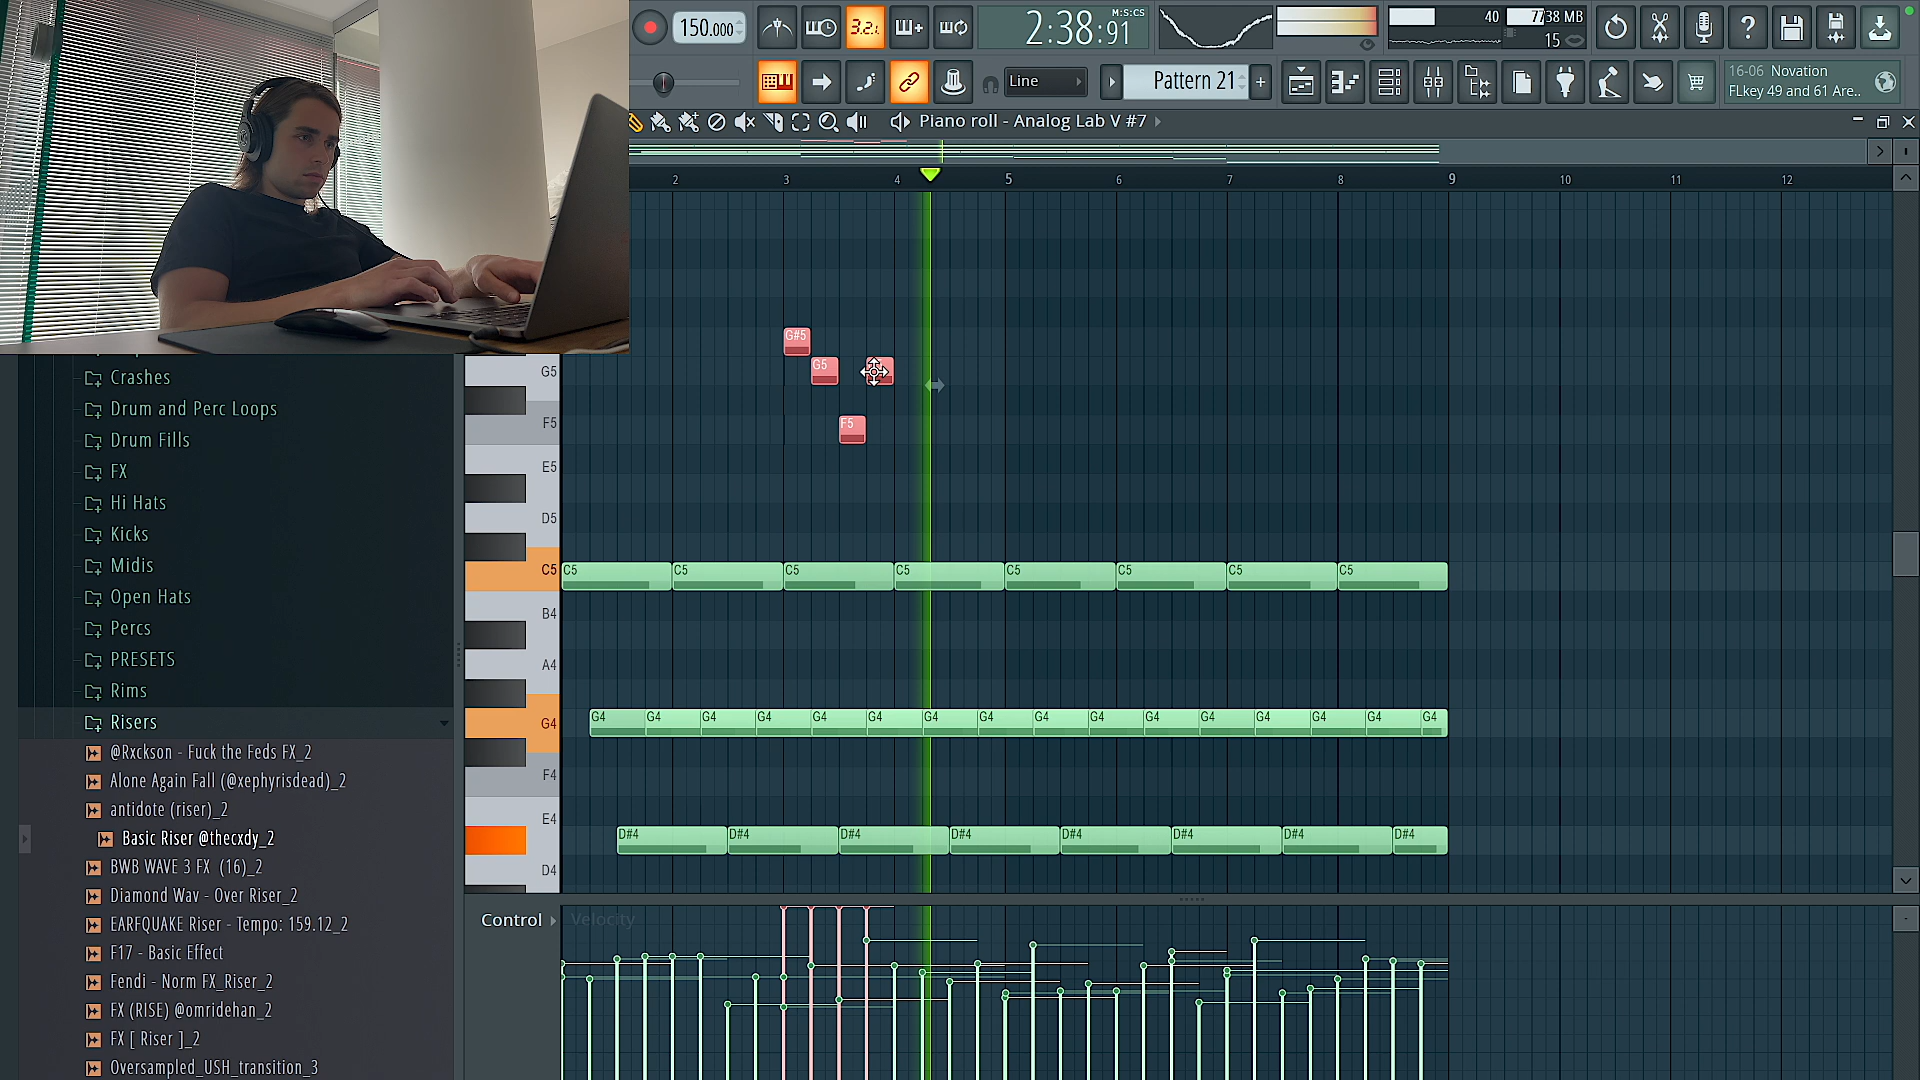 150.000
3.2.1
2:38:91
M:S:CS
40
7738 MB
15
Line
Pattern 21
+
16-06 Novation
FLkey 49 and 61 Are..
Piano roll - Analog Lab V #7
2 3 4 5 6 7 8 9 10 11 12
G#5
G5
G5
F5
F5
E5
D5
C5
C5 C5 C5 C5 C5 C5 C5 C5
B4
A4
G4
G4 G4 G4 G4 G4 G4 G4 G4 G4 G4 G4 G4 G4 G4 G4 G4
F4
E4
D#4 D#4 D#4 D#4 D#4 D#4 D#4 D#4
D4
Control
Velocity
Crashes
Drum and Perc Loops
Drum Fills
FX
Hi Hats
Kicks
Midis
Open Hats
Percs
PRESETS
Rims
Risers
@Rxckson - Fuck the Feds FX_2
Alone Again Fall (@xephyrisdead)_2
antidote (riser)_2
Basic Riser @thecxdy_2
BWB WAVE 3 FX (16)_2
Diamond Wav - Over Riser_2
EARFQUAKE Riser - Tempo: 159.12_2
F17 - Basic Effect
Fendi - Norm FX_Riser_2
FX (RISE) @omridehan_2
FX [ Riser ]_2
Oversampled_USH_transition_3